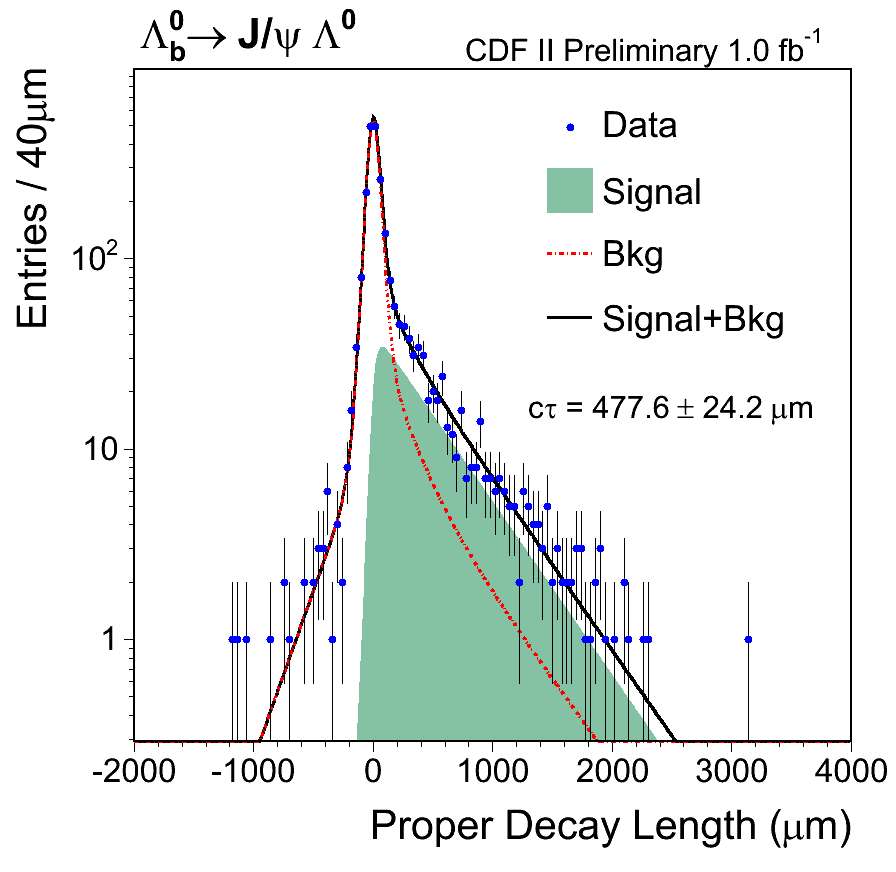 Λ⁰_b → J/ψ Λ⁰
CDF II Preliminary 1.0 fb⁻¹
Entries / 40μm
Data
Signal
Bkg
Signal+Bkg
cτ = 477.6 ± 24.2 μm
10²
10
1
-2000 -1000 0 1000 2000 3000 4000
Proper Decay Length (μm)